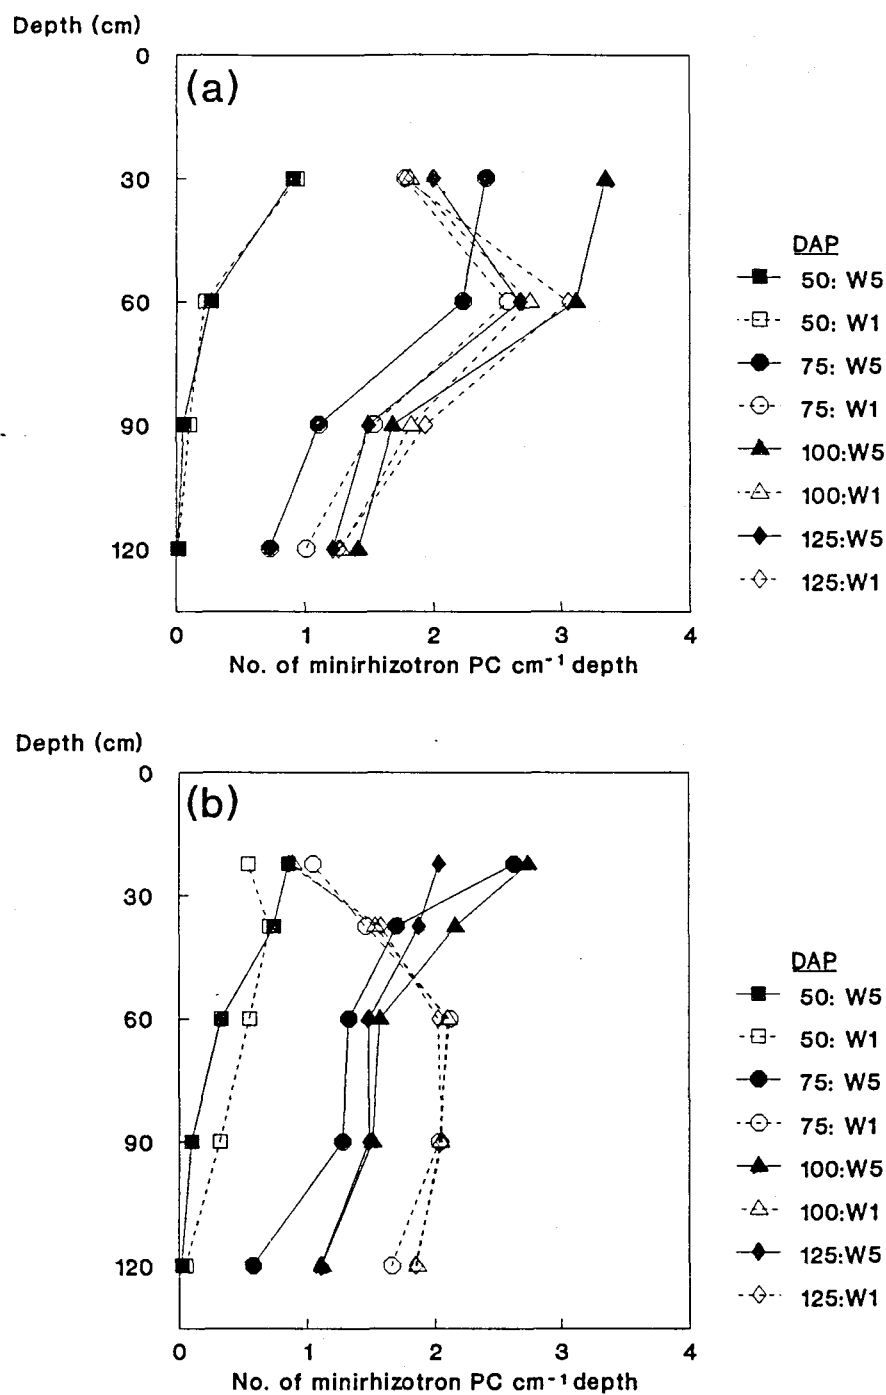 Depth (cm)
0
(a)
30
60
90
120
0 1 2 3 4
No. of minirhizotron PC cm⁻¹ depth
DAP
50: W5
50: W1
75: W5
75: W1
100:W5
100:W1
125:W5
125:W1
Depth (cm)
0
(b)
30
60
90
120
0 1 2 3 4
No. of minirhizotron PC cm⁻¹ depth
DAP
50: W5
50: W1
75: W5
75: W1
100:W5
100:W1
125:W5
125:W1